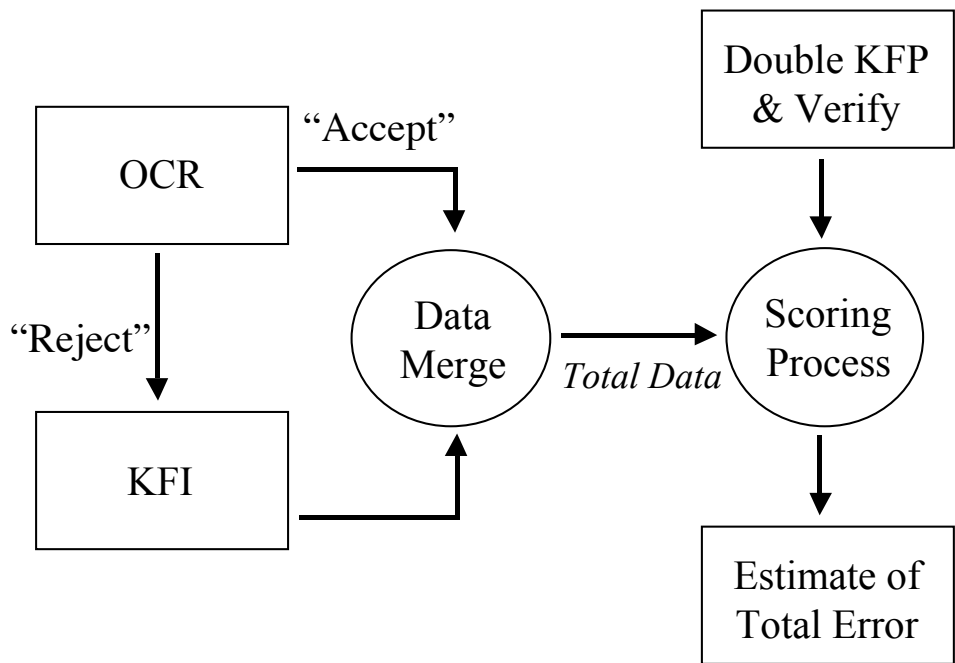 Double KFP
& Verify
“Accept”
OCR
“Reject”
Data
Merge
Scoring
Process
Total Data
KFI
Estimate of
Total Error